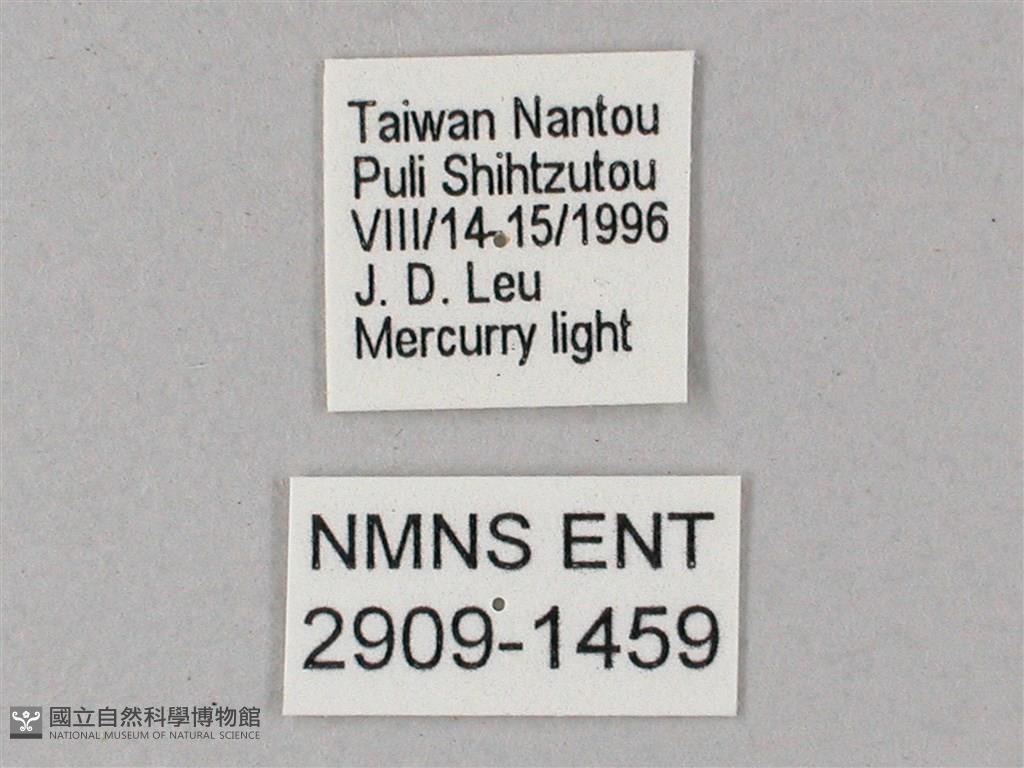 Taiwan Nantou
Puli Shihtzutou
VIII/14-15/1996
J. D. Leu
Mercurry light
NMNS ENT
2909-1459
國立自然科學博物館
NATIONAL MUSEUM OF NATURAL SCIENCE